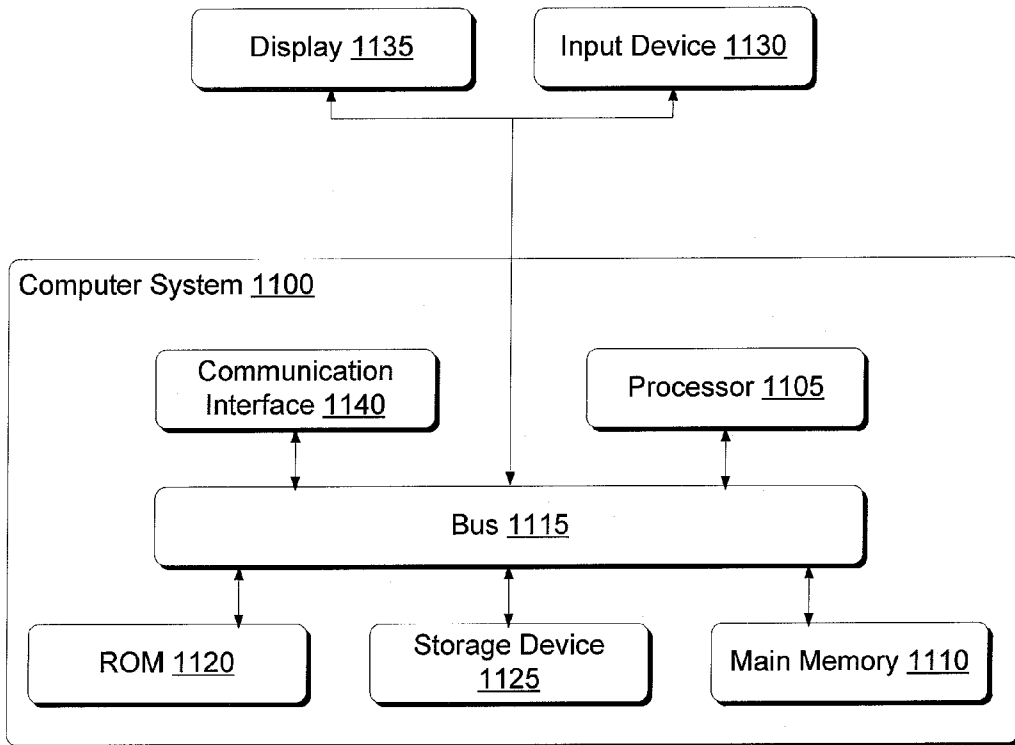 Display 1135
Input Device 1130
Computer System 1100
Communication
Interface 1140
Processor 1105
Bus 1115
ROM 1120
Storage Device
1125
Main Memory 1110